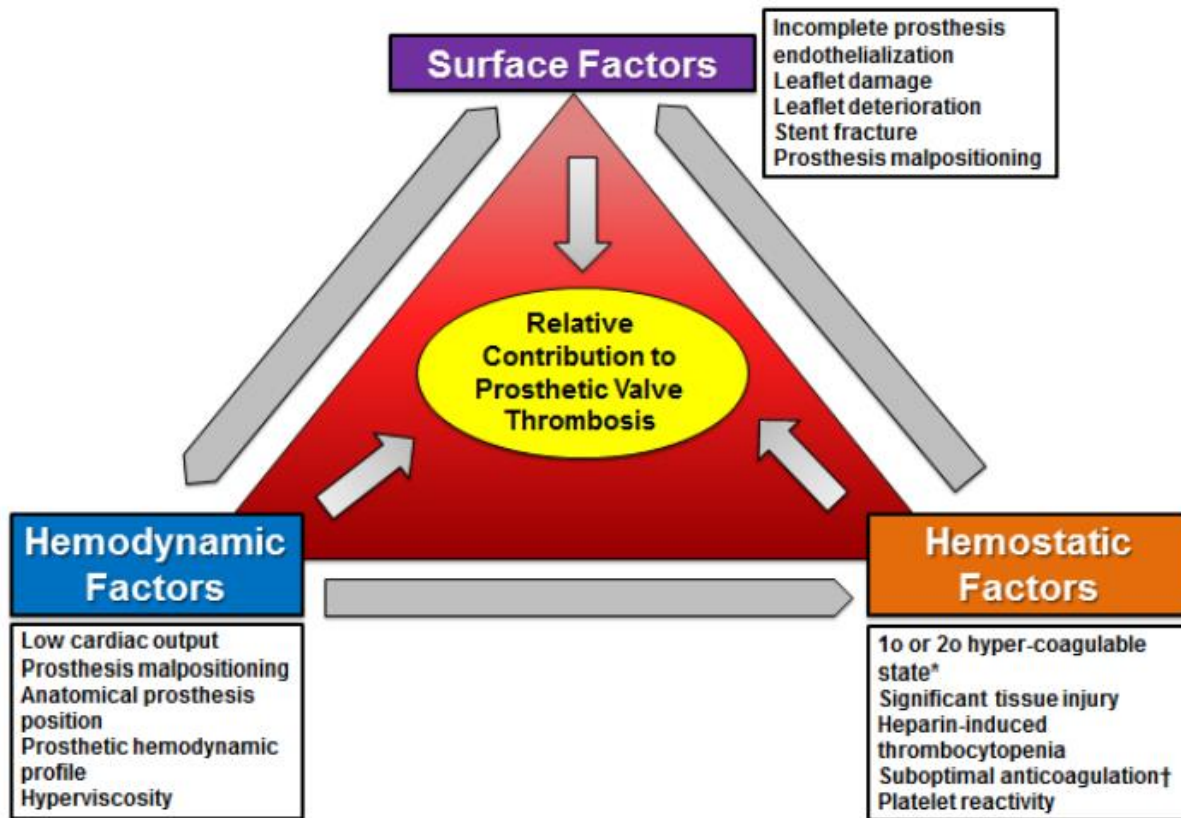 Surface Factors
Incomplete prosthesis
endothelialization
Leaflet damage
Leaflet deterioration
Stent fracture
Prosthesis malpositioning
Relative
Contribution to
Prosthetic Valve
Thrombosis
Hemodynamic
Factors
Low cardiac output
Prosthesis malpositioning
Anatomical prosthesis
position
Prosthetic hemodynamic
profile
Hyperviscosity
Hemostatic
Factors
1o or 2o hyper-coagulable
state*
Significant tissue injury
Heparin-induced
thrombocytopenia
Suboptimal anticoagulation†
Platelet reactivity